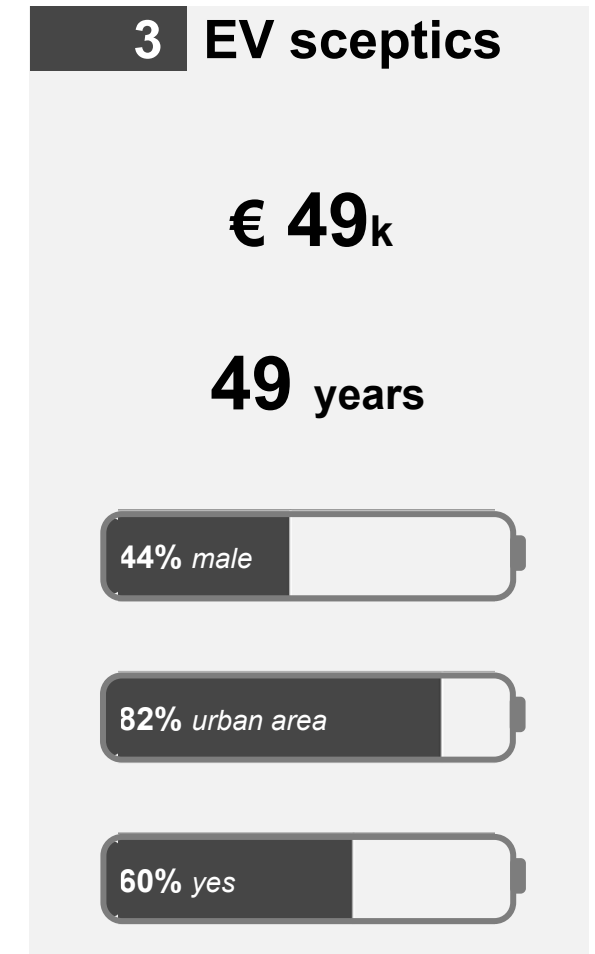 3 EV sceptics
€ 49k
49 years
44% male
82% urban area
60% yes